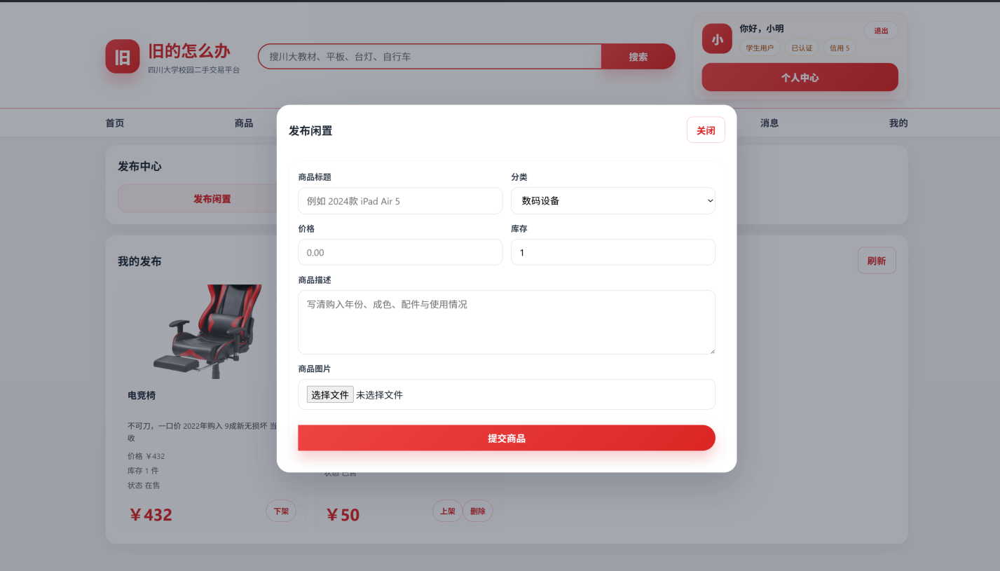 旧
旧的怎么办
四川大学校园二手交易平台
搜川大教材、平板、台灯、自行车
搜索
小
你好，小明
学生用户
已认证
信用 5
退出
个人中心
首页
商品
消息
我的
发布中心
发布闲置
我的发布
刷新
电竞椅
不可刀，一口价 2022年购入 9成新无损坏 当
收
价格 ￥432
库存 1 件
状态 在售
￥432
下架
状态 已售
￥50
上架
删除
发布闲置
关闭
商品标题
分类
例如 2024款 iPad Air 5
数码设备
价格
库存
0.00
1
商品描述
写清购入年份、成色、配件与使用情况
商品图片
选择文件 未选择文件
提交商品